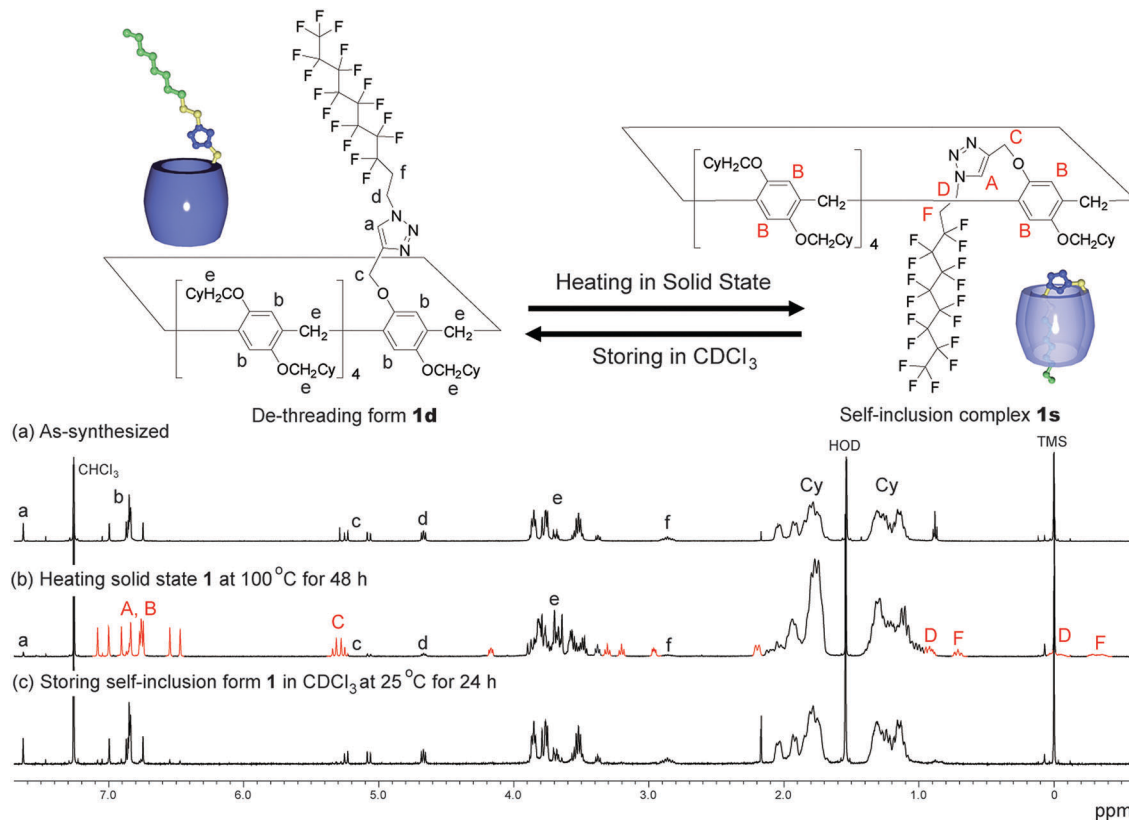 F
F F
F F
F F
F F
F F
F F
F F
F F
f
d
a N
N
N
c
O
e
CyH2CO
b
b
e
CH2
CH2
e
b
b
OCH2Cy
e
4
OCH2Cy
e
De-threading form 1d
Heating in Solid State
Storing in CDCl3
C
N
N
N
O
D
A
CyH2CO
B
B
CH2
CH2
F
B
B
OCH2Cy
4
OCH2Cy
F F
F F
F F
F F
F F
F F
F F
F F
F
Self-inclusion complex 1s
(a) As-synthesized
CHCl3
HOD
TMS
a
b
c
d
e
f
Cy
Cy
(b) Heating solid state 1 at 100 °C for 48 h
a
A, B
C
c
d
e
f
D
F
D
F
(c) Storing self-inclusion form 1 in CDCl3 at 25 °C for 24 h
7.0 6.0 5.0 4.0 3.0 2.0 1.0 0
ppm